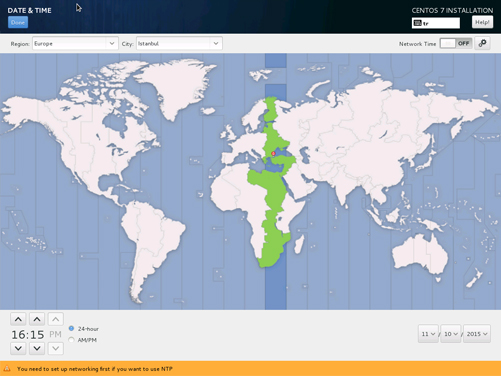 DATE & TIME
CENTOS 7 INSTALLATION
Done
tr
Help!
Region: Europe City: Istanbul Network Time OFF
16:15 PM
24-hour
AM/PM
11 / 10 / 2015
You need to set up networking first if you want to use NTP